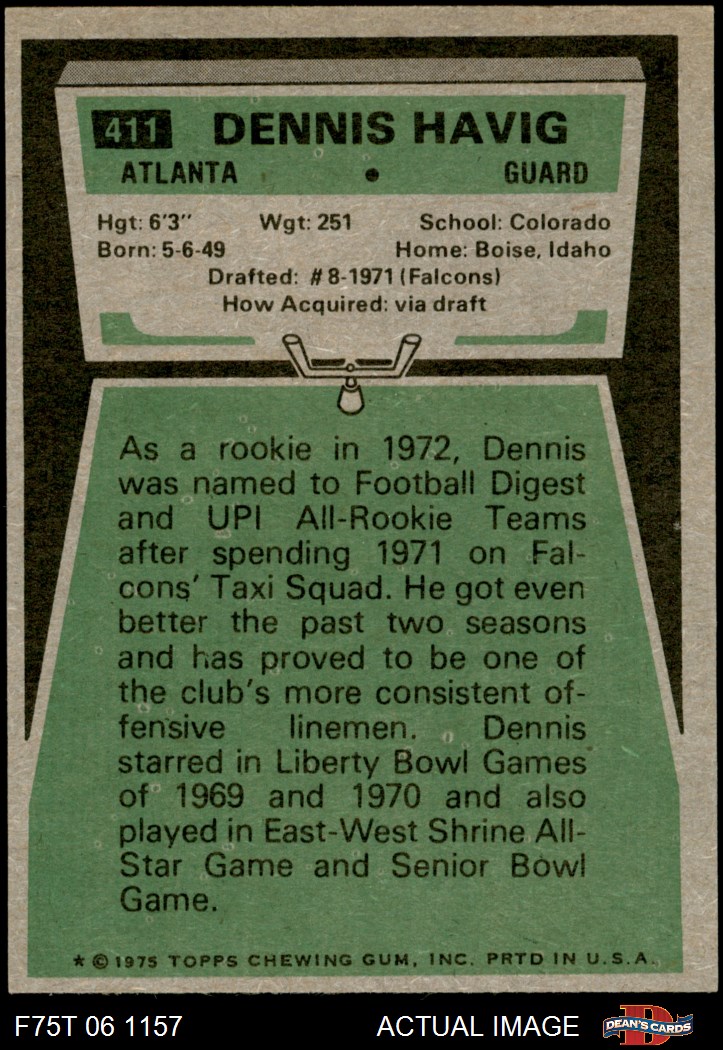 411 DENNIS HAVIG
ATLANTA • GUARD
Hgt: 6'3" Wgt: 251 School: Colorado
Born: 5-6-49 Home: Boise, Idaho
Drafted: #8-1971 (Falcons)
How Acquired: via draft
As a rookie in 1972, Dennis
was named to Football Digest
and UPI All-Rookie Teams
after spending 1971 on Fal-
cons' Taxi Squad. He got even
better the past two seasons
and has proved to be one of
the club's more consistent of-
fensive linemen. Dennis
starred in Liberty Bowl Games
of 1969 and 1970 and also
played in East-West Shrine All-
Star Game and Senior Bowl
Game.
* © 1975 TOPPS CHEWING GUM, INC. PRTD IN U.S.A.
F75T 06 1157 ACTUAL IMAGE D DEAN'S CARDS